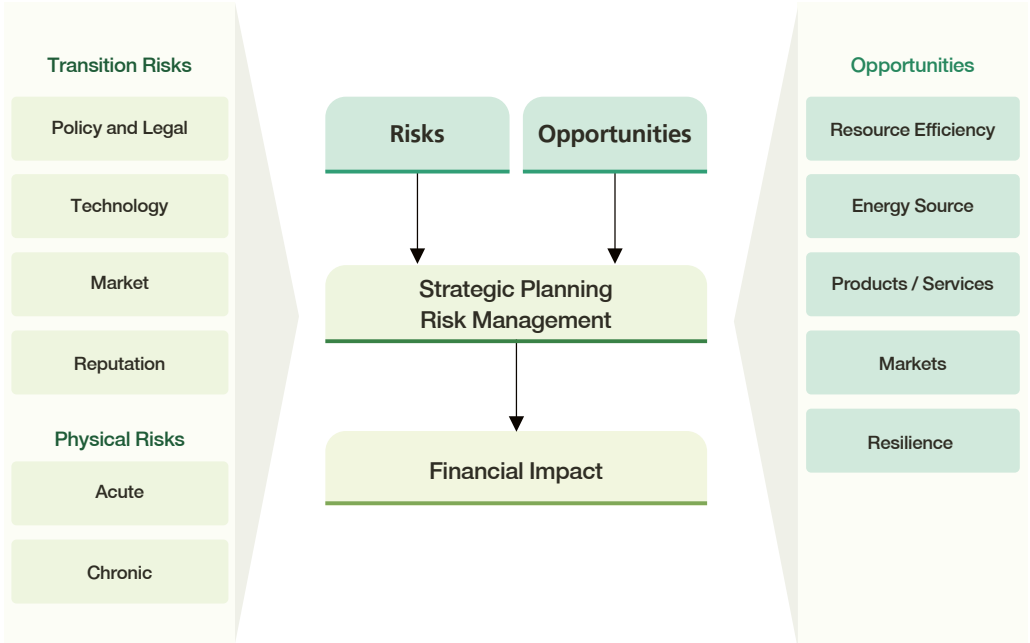 Transition Risks
Policy and Legal
Technology
Market
Reputation
Physical Risks
Acute
Chronic
Risks
Opportunities
Strategic Planning
Risk Management
Financial Impact
Opportunities
Resource Efficiency
Energy Source
Products / Services
Markets
Resilience